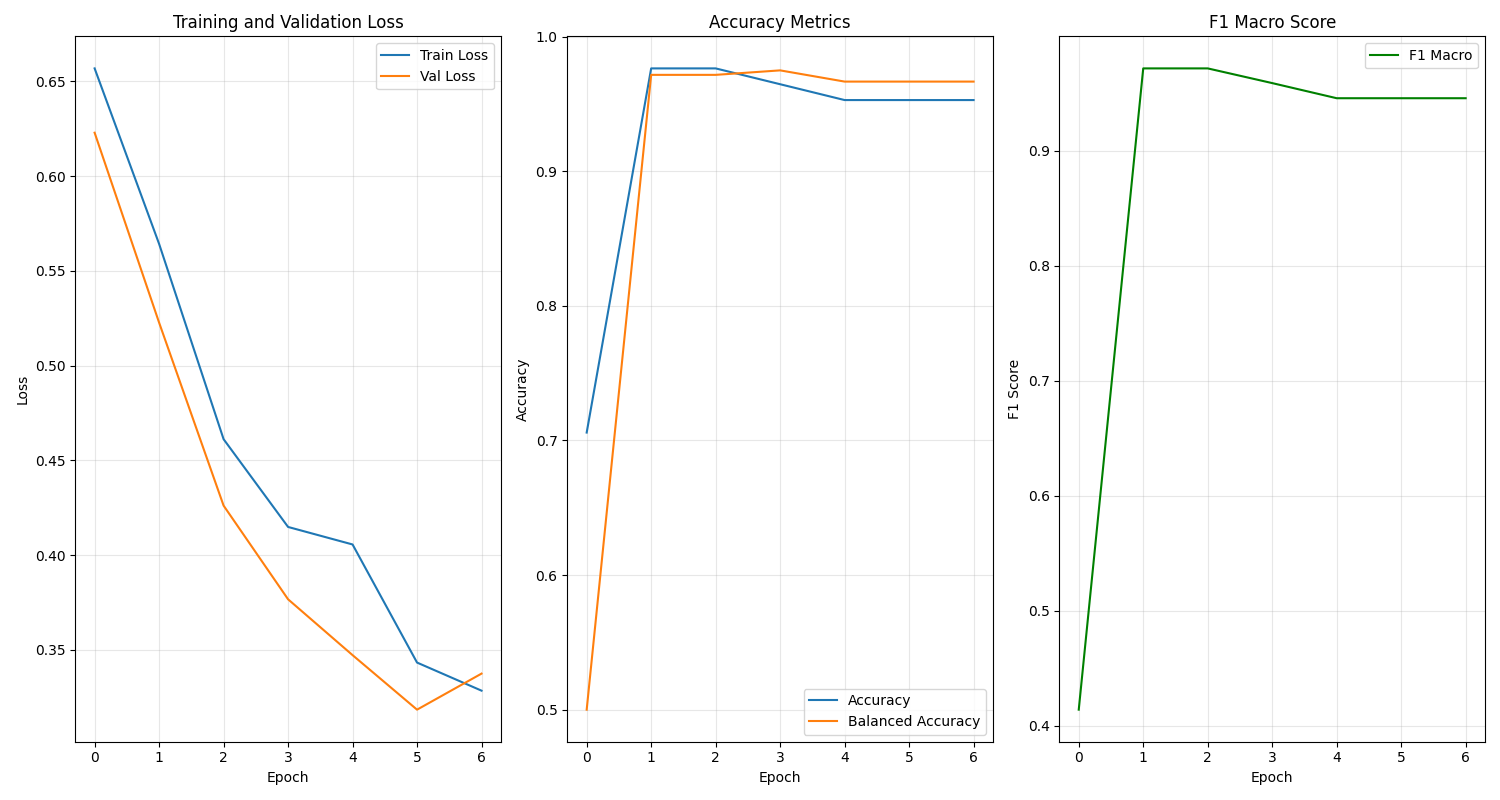 Training and Validation Loss
Train Loss
Val Loss
0.65
0.60
0.55
0.50
0.45
0.40
0.35
Loss
0 1 2 3 4 5 6
Epoch
Accuracy Metrics
1.0
0.9
0.8
0.7
0.6
0.5
Accuracy
Accuracy
Balanced Accuracy
0 1 2 3 4 5 6
Epoch
F1 Macro Score
F1 Macro
0.9
0.8
0.7
0.6
0.5
0.4
F1 Score
0 1 2 3 4 5 6
Epoch